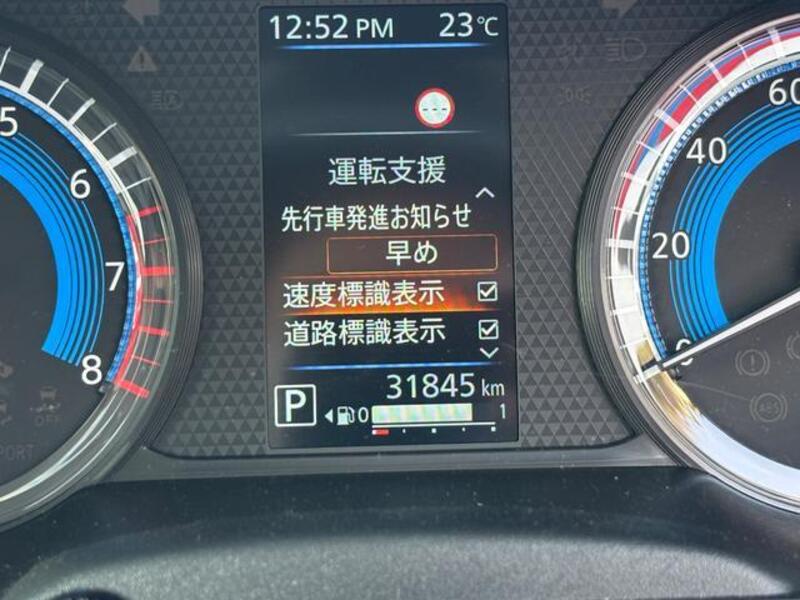 12:52 PM 23℃
運転支援
先行車発進お知らせ
早め
速度標識表示
道路標識表示
31845 km
P 0 1
5
6
7
8
0
20
40
60